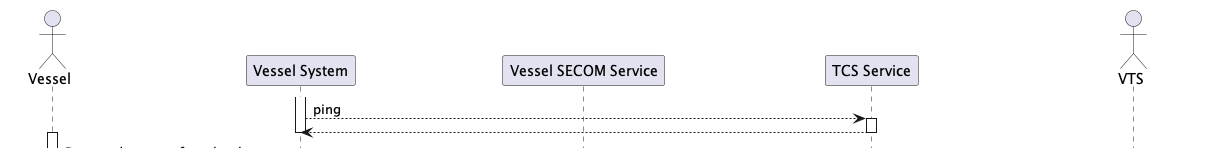 Vessel
Vessel System
Vessel SECOM Service
TCS Service
VTS
ping